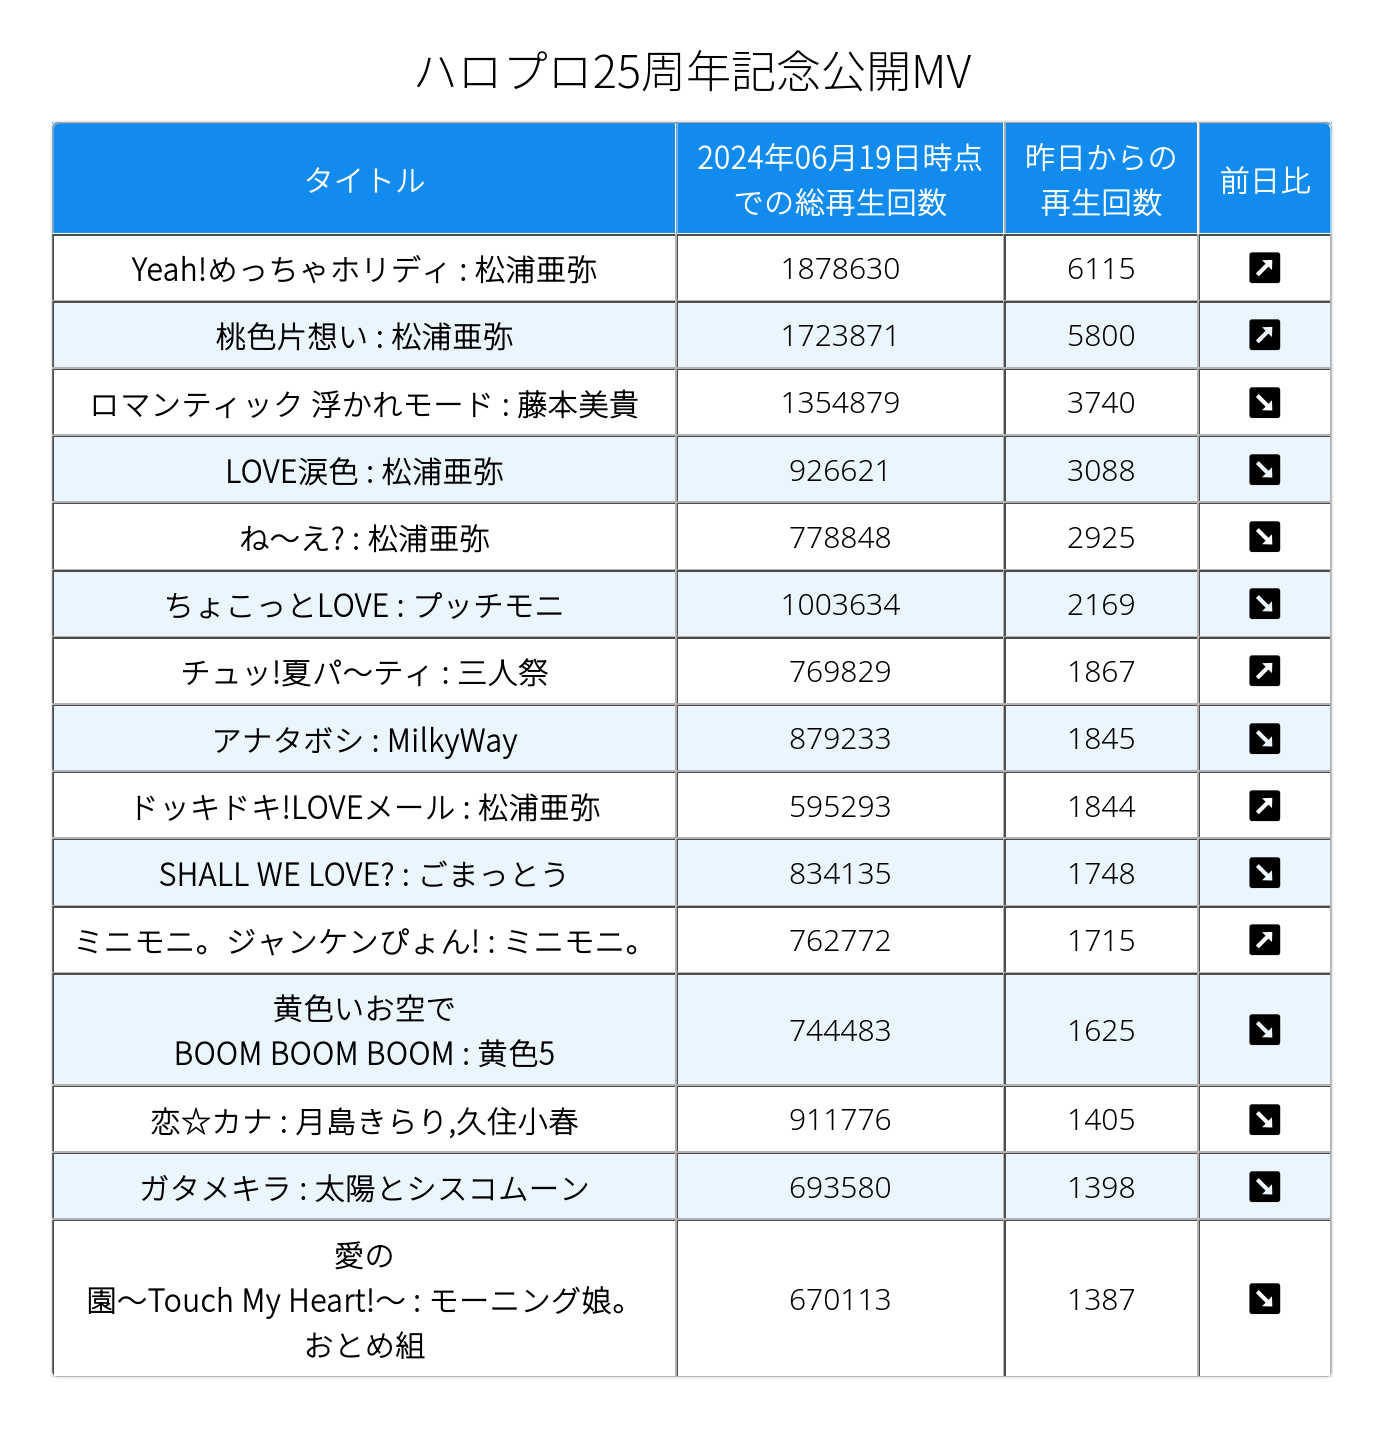 ハロプロ25周年記念公開MV
タイトル
2024年06月19日時点
での総再生回数
昨日からの
再生回数
前日比
Yeah!めっちゃホリディ : 松浦亜弥 1878630 6115
桃色片想い : 松浦亜弥 1723871 5800
ロマンティック 浮かれモード : 藤本美貴 1354879 3740
LOVE涙色 : 松浦亜弥 926621 3088
ね～え? : 松浦亜弥 778848 2925
ちょこっとLOVE : プッチモニ 1003634 2169
チュッ!夏パ～ティ : 三人祭 769829 1867
アナタボシ : MilkyWay 879233 1845
ドッキドキ!LOVEメール : 松浦亜弥 595293 1844
SHALL WE LOVE? : ごまっとう 834135 1748
ミニモニ。ジャンケンぴょん! : ミニモニ。 762772 1715
黄色いお空で
BOOM BOOM BOOM : 黄色5 744483 1625
恋☆カナ : 月島きらり,久住小春 911776 1405
ガタメキラ : 太陽とシスコムーン 693580 1398
愛の
園～Touch My Heart!～ : モーニング娘。 670113 1387
おとめ組